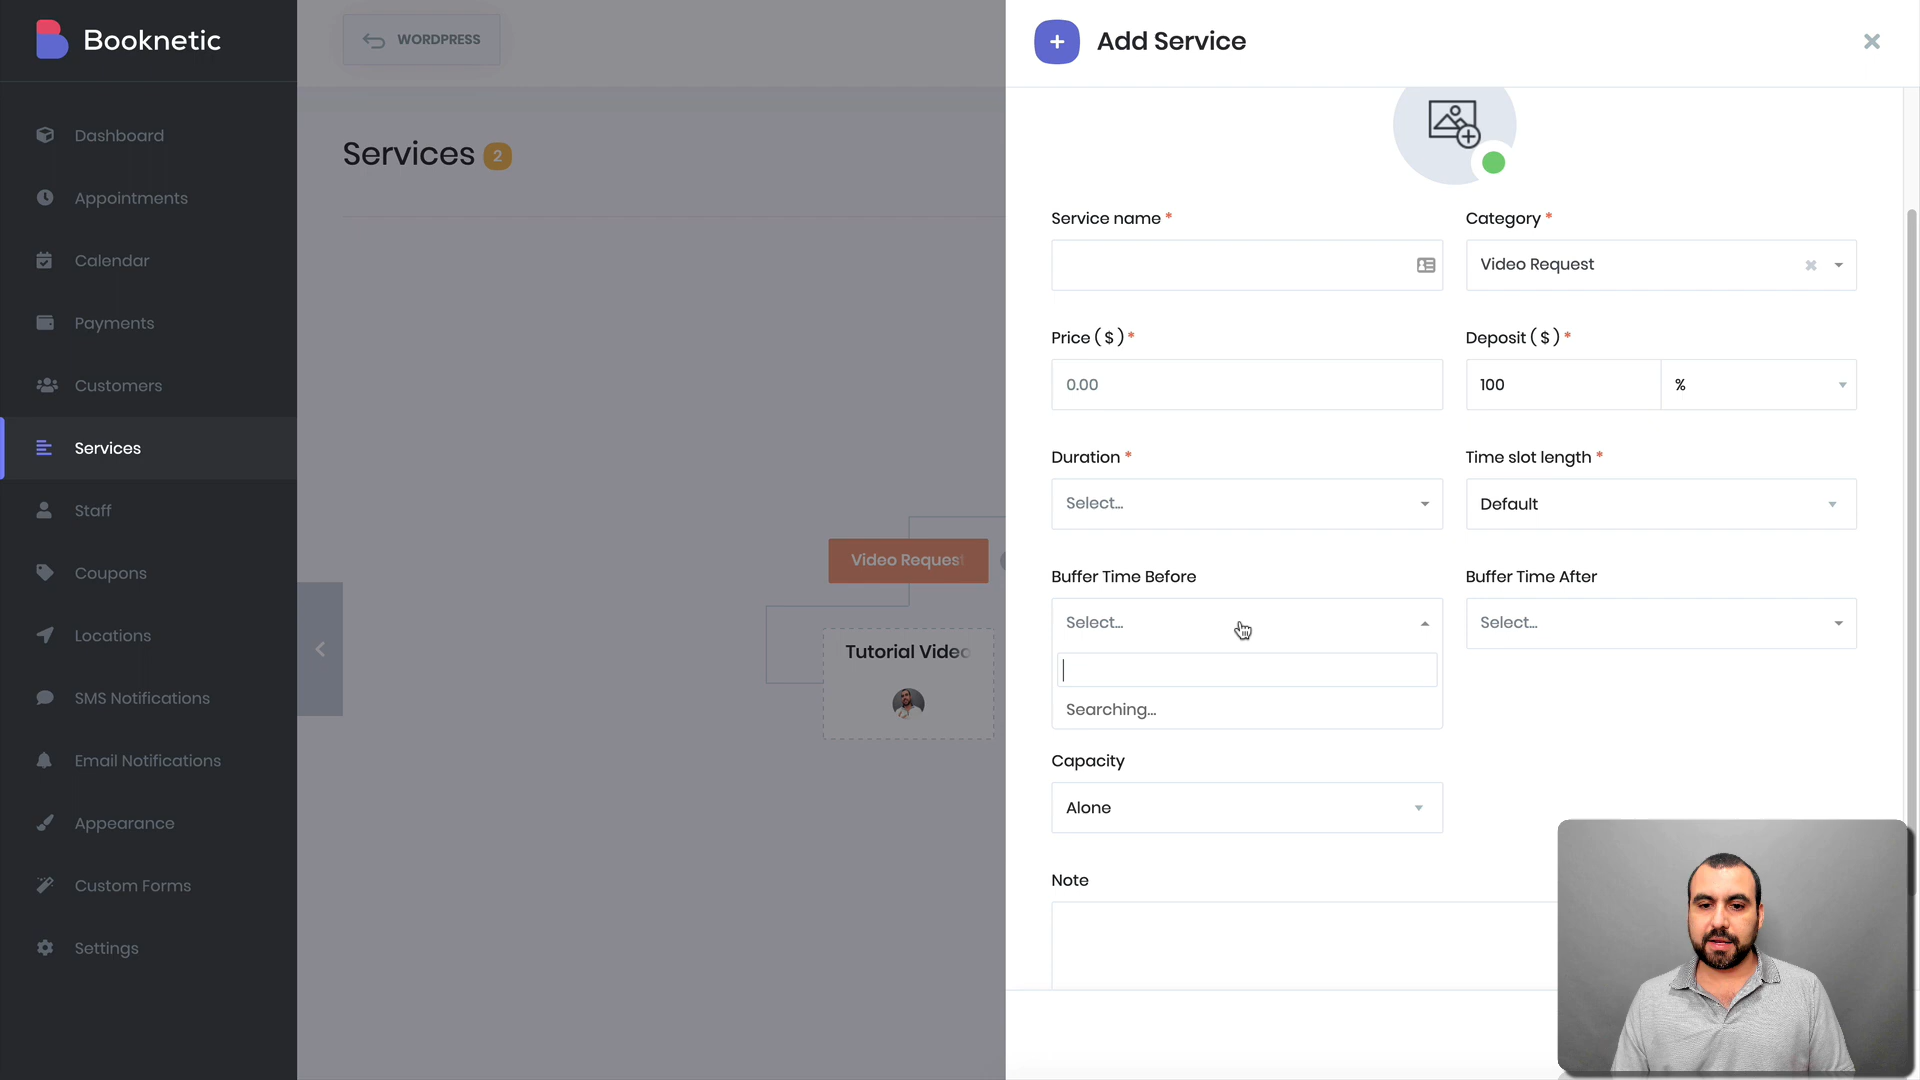 Booknetic
WORDPRESS
Add Service
Dashboard
Appointments
Calendar
Payments
Customers
Services
Staff
Coupons
Locations
SMS Notifications
Email Notifications
Appearance
Custom Forms
Settings
Services 2
Video Request
Tutorial Video
Service name *
Category *
Video Request
Price ( $ ) *
Deposit ( $ ) *
0.00
100
%
Duration *
Time slot length *
Select...
Default
Buffer Time Before
Buffer Time After
Select...
Select...
Searching...
Capacity
Alone
Note